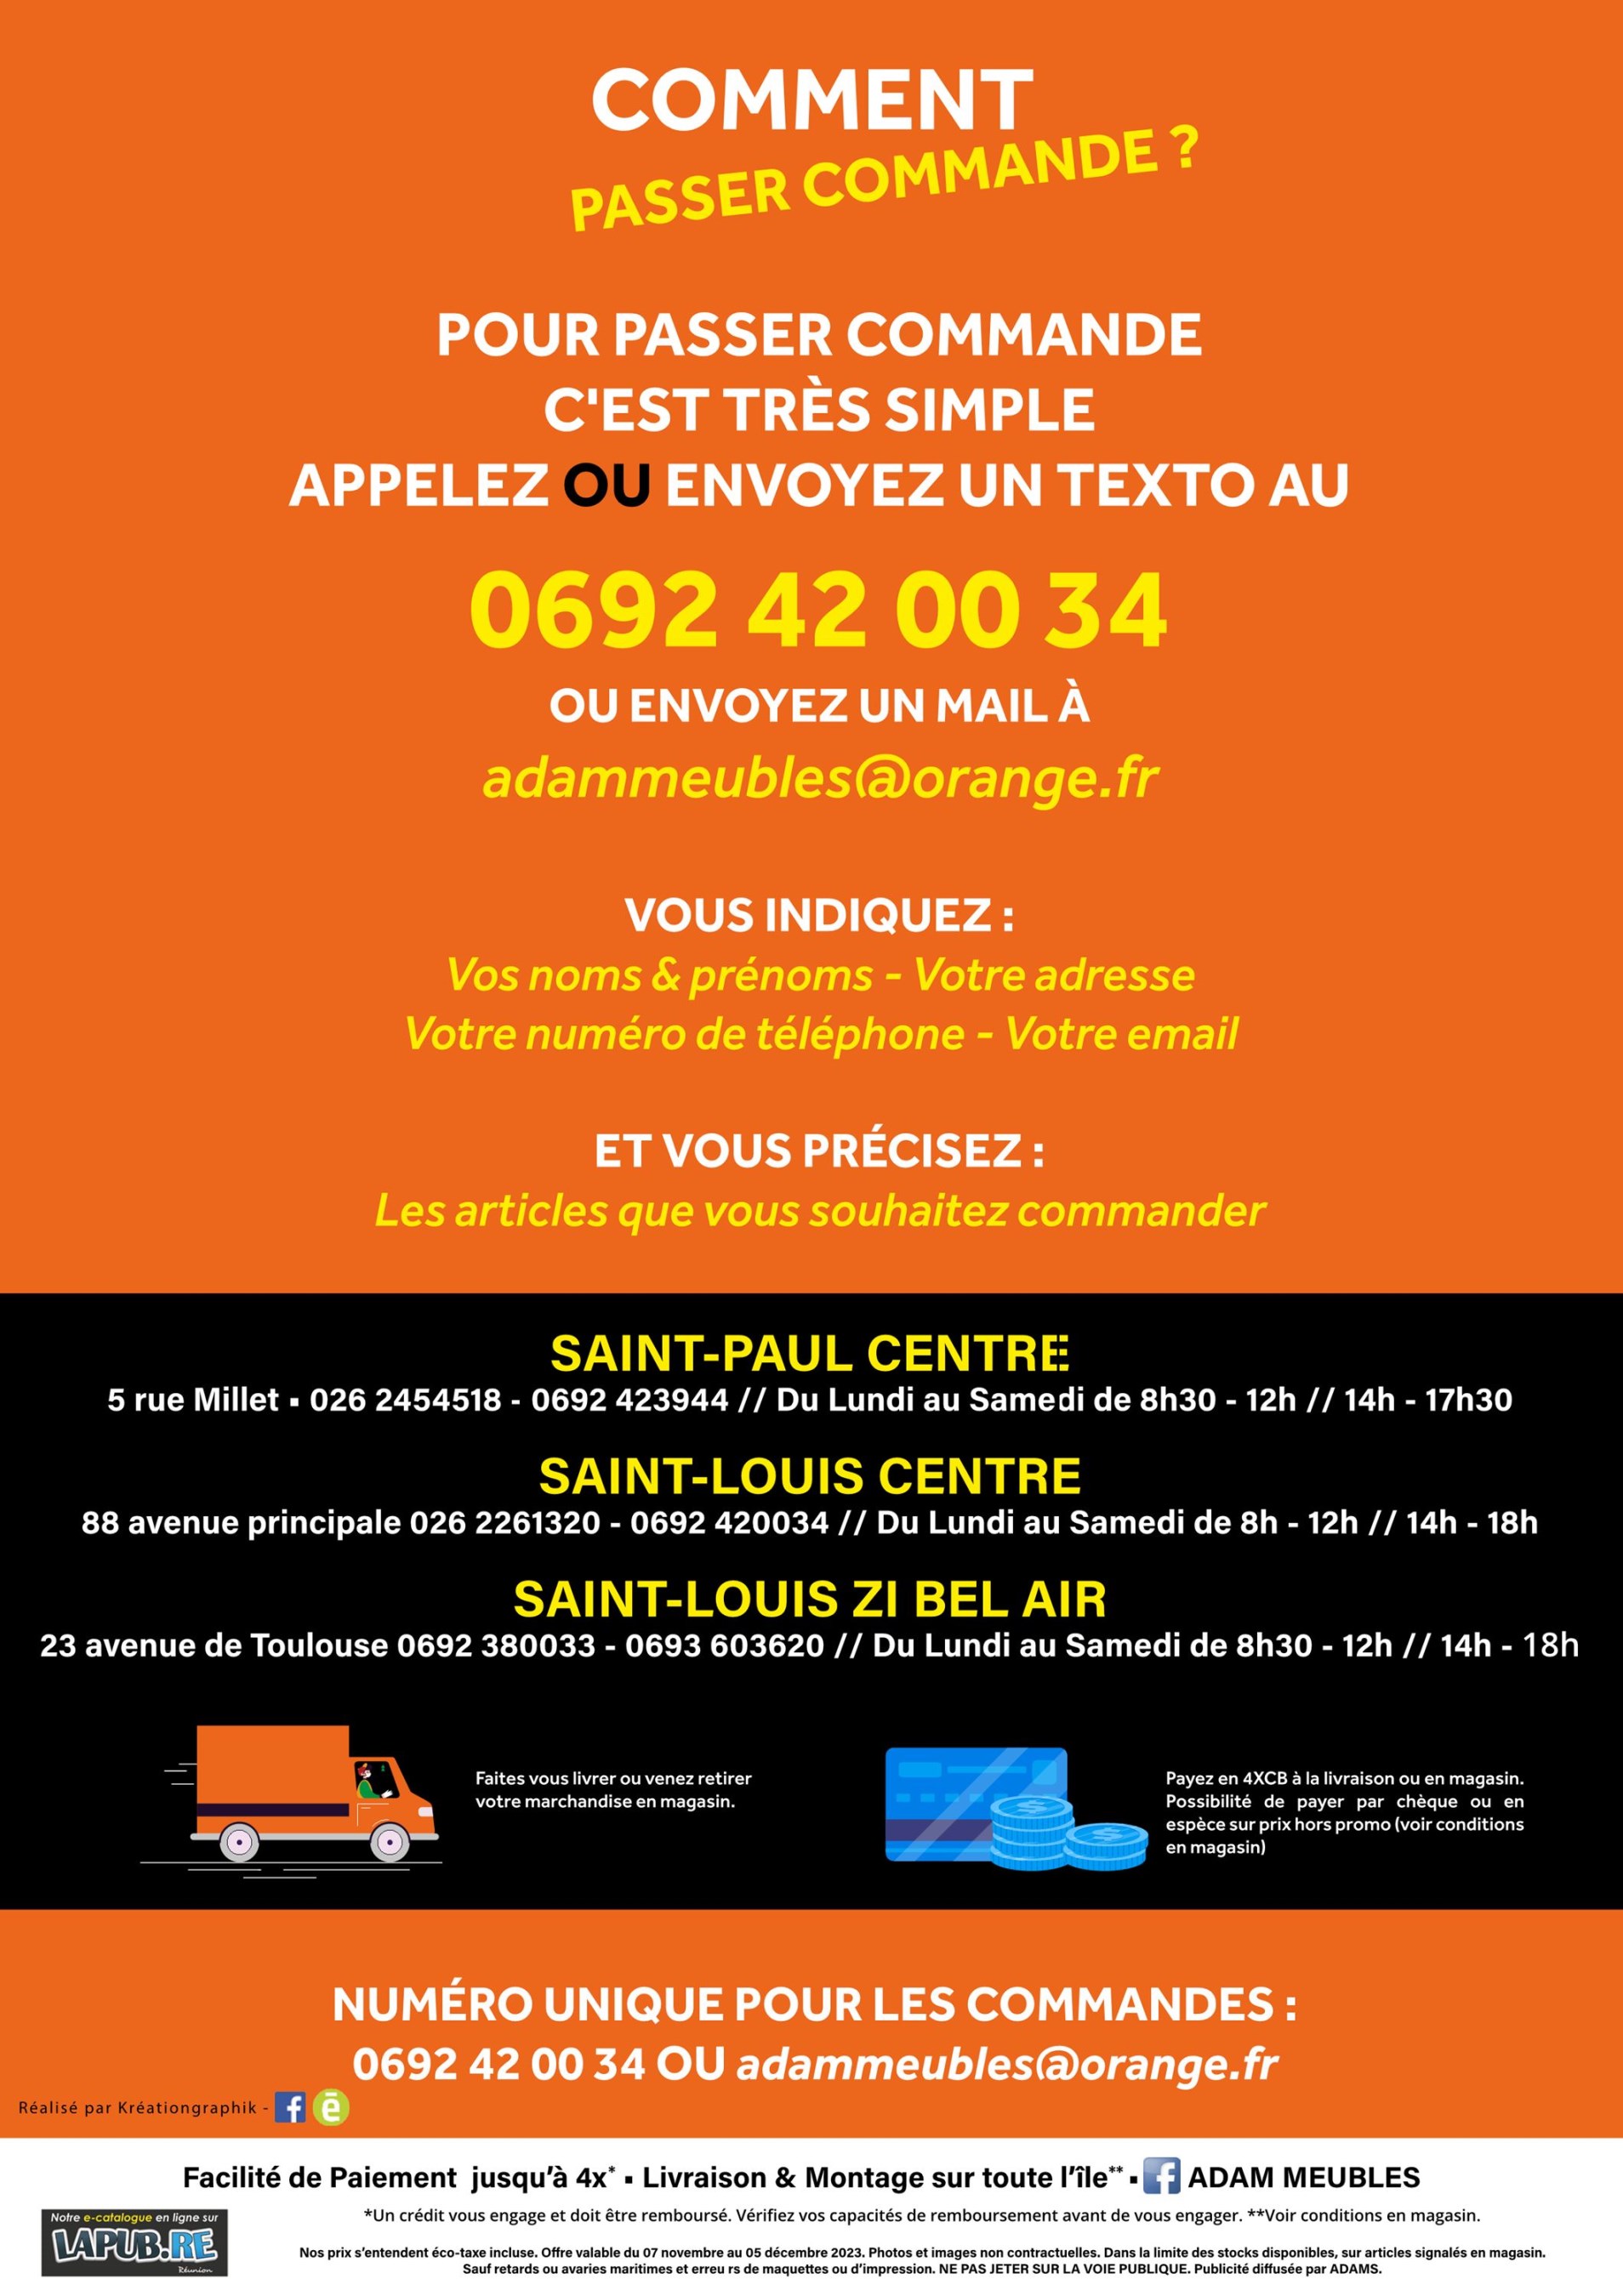 COMMENT
PASSER COMMANDE ?
POUR PASSER COMMANDE
C'EST TRÈS SIMPLE
APPELEZ OU ENVOYEZ UN TEXTO AU
0692 42 00 34
OU ENVOYEZ UN MAIL À
adammeubles@orange.fr
VOUS INDIQUEZ :
Vos noms & prénoms - Votre adresse
Votre numéro de téléphone - Votre email
ET VOUS PRÉCISEZ :
Les articles que vous souhaitez commander
SAINT-PAUL CENTRE
5 rue Millet ▪ 026 2454518 - 0692 423944 // Du Lundi au Samedi de 8h30 - 12h // 14h - 17h30
SAINT-LOUIS CENTRE
88 avenue principale 026 2261320 - 0692 420034 // Du Lundi au Samedi de 8h - 12h // 14h - 18h
SAINT-LOUIS ZI BEL AIR
23 avenue de Toulouse 0692 380033 - 0693 603620 // Du Lundi au Samedi de 8h30 - 12h // 14h - 18h
Faites vous livrer ou venez retirer
votre marchandise en magasin.
Payez en 4XCB à la livraison ou en magasin.
Possibilité de payer par chèque ou en
espèce sur prix hors promo (voir conditions
en magasin)
NUMÉRO UNIQUE POUR LES COMMANDES :
0692 42 00 34 OU adammeubles@orange.fr
Réalisé par Kréationgraphik - f ē
Facilité de Paiement jusqu'à 4x* ▪ Livraison & Montage sur toute l'île** ▪ f ADAM MEUBLES
*Un crédit vous engage et doit être remboursé. Vérifiez vos capacités de remboursement avant de vous engager. **Voir conditions en magasin.
Notre e-catalogue en ligne sur
LAPUB.RE
Réunion
Nos prix s'entendent éco-taxe incluse. Offre valable du 07 novembre au 05 décembre 2023. Photos et images non contractuelles. Dans la limite des stocks disponibles, sur articles signalés en magasin.
Sauf retards ou avaries maritimes et erreu rs de maquettes ou d'impression. NE PAS JETER SUR LA VOIE PUBLIQUE. Publicité diffusée par ADAMS.